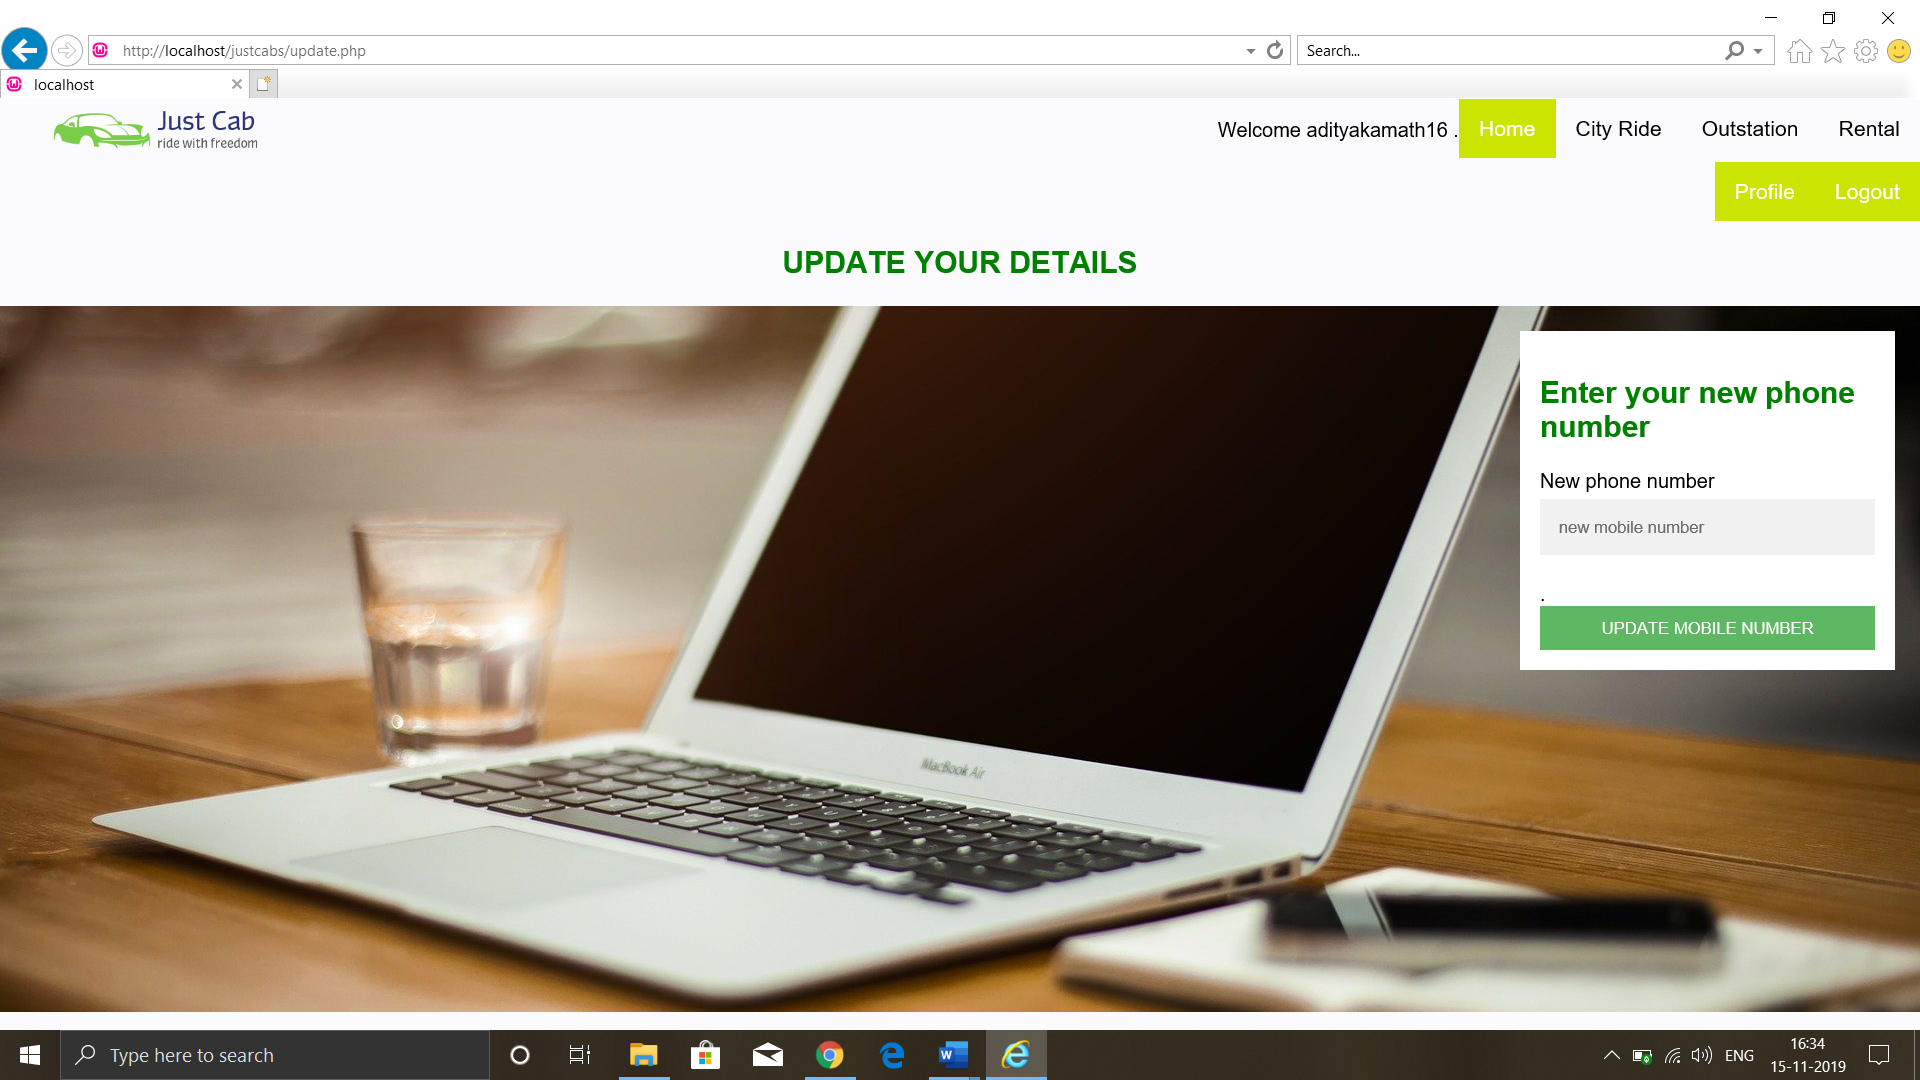 http://localhost/justcabs/update.php
Search...
localhost
Just Cab
ride with freedom
Welcome adityakamath16 .
Home
City Ride
Outstation
Rental
Profile
Logout
UPDATE YOUR DETAILS
Enter your new phone
number
New phone number
new mobile number
.
UPDATE MOBILE NUMBER
MacBook Air
Type here to search
ENG
16:34
15-11-2019